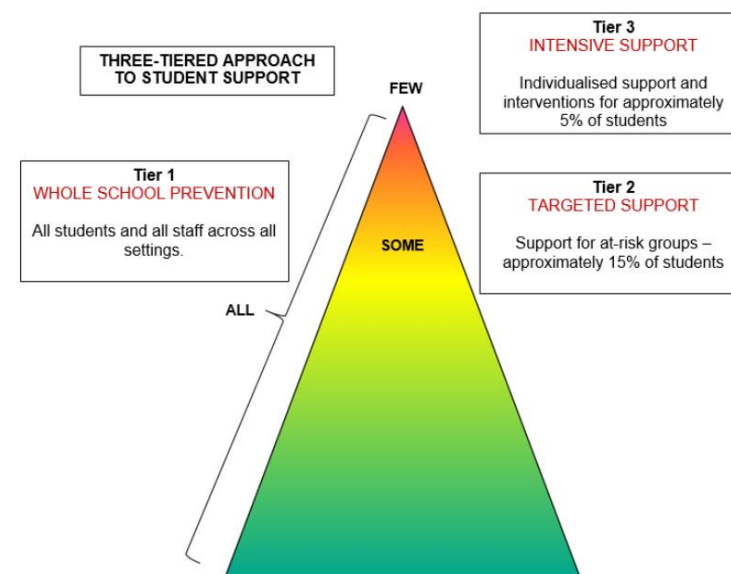 THREE-TIERED APPROACH
TO STUDENT SUPPORT
FEW
Tier 3
INTENSIVE SUPPORT
Individualised support and
interventions for approximately
5% of students
Tier 1
WHOLE SCHOOL PREVENTION
All students and all staff across all
settings.
Tier 2
TARGETED SUPPORT
Support for at-risk groups –
approximately 15% of students
SOME
ALL